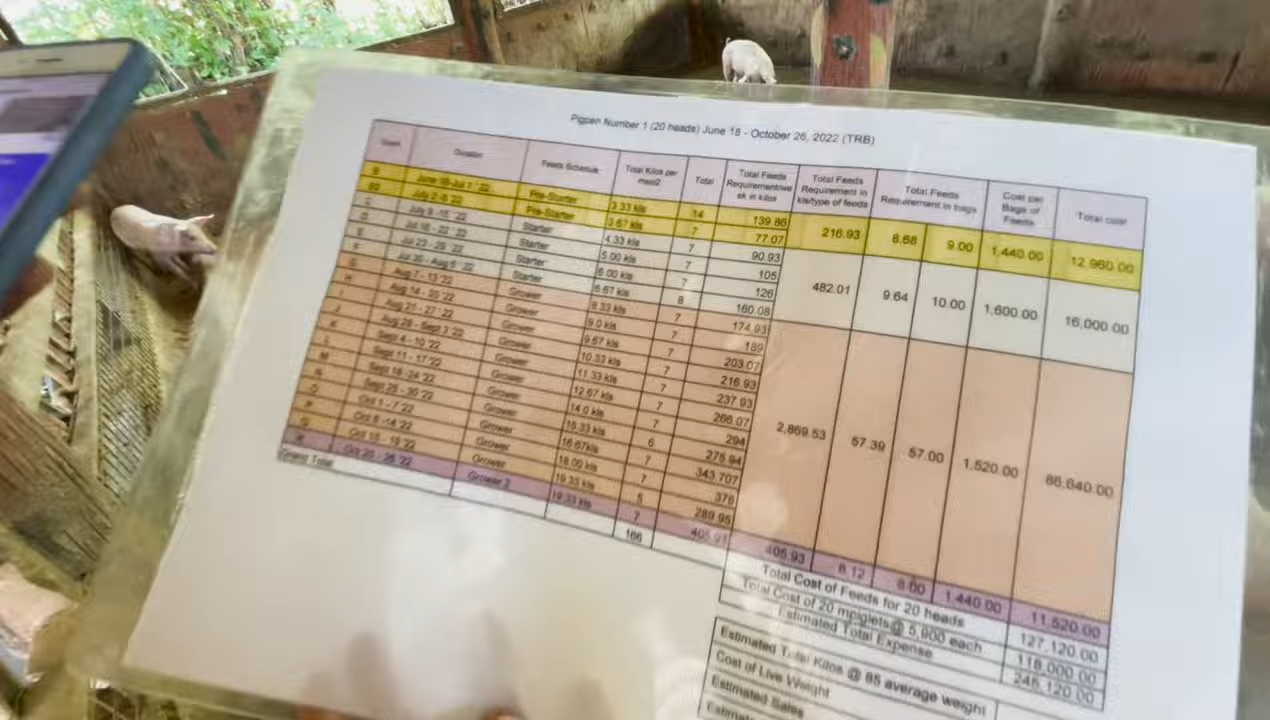 Pigpen Number 1 (20 heads) June 18 - October 26, 2022 (TRB)
Week Duration Feeds Schedule Total Kilos per meal2 Total Total Feeds Requirement/week in kilos Total Feeds Requirement in kls/type of feeds Total Feeds Requirement in bags Cost per Bags of Feeds Total cost
B June 18-Jul 1 '22 Pre-Starter 3.33 kls 14 139.86 216.93 8.68 9.00 1,440.00 12,960.00
B2 July 2-8 '22 Pre-Starter 3.67 kls 7 77.07
C July 9 -15 '22 Starter 4.33 kls 7 90.93 482.01 9.64 10.00 1,600.00 16,000.00
D Jul 16 - 22 '22 Starter 5.00 kls 7 105
E Jul 23 - 29 '22 Starter 6.00 kls 7 126
Jul 30 - Aug 6 '22 Starter 6.67 kls 8 160.08
G Aug 7 - 13 '22 Grower 8.33 kls 7 174.93 2,869.53 57.39 57.00 1,520.00 86,640.00
H Aug 14 - 20 '22 Grower 9.0 kls 7 189
Aug 21 - 27 '22 Grower 9.67 kls 7 203.07
J Aug 28 - Sept 3 '22 Grower 10.33 kls 7 216.93
K Sept 4 - 10 '22 Grower 11.33 kls 7 237.93
L Sept 11 - 17 '22 Grower 12.67 kls 7 266.07
M Sept 18 - 24 '22 Grower 14.0 kls 7 294
N Sept 25 - 30 '22 Grower 15.33 kls 6 275.94
O Oct 1 - 7 '22 Grower 16.67kls 7 343.707
P Oct 8 -14 '22 Grower 18.00 kls 7 378
Q Oct 15 - 19 '22 Grower 19.33 kls 5 289.95
R Oct 20 - 26 '22 Grower 2 19.33 kls 7 405.93 405.93 8.12 8.00 1,440.00 11,520.00
Grand Total 166
Total Cost of Feeds for 20 heads 127,120.00
Total Cost of 20 mpiglets@ 5,900 each 118,000.00
Estimated Total Expense 245,120.00
Estimated Total Kilos @ 85 average weight
Cost of Live Weight
Estimated Sales